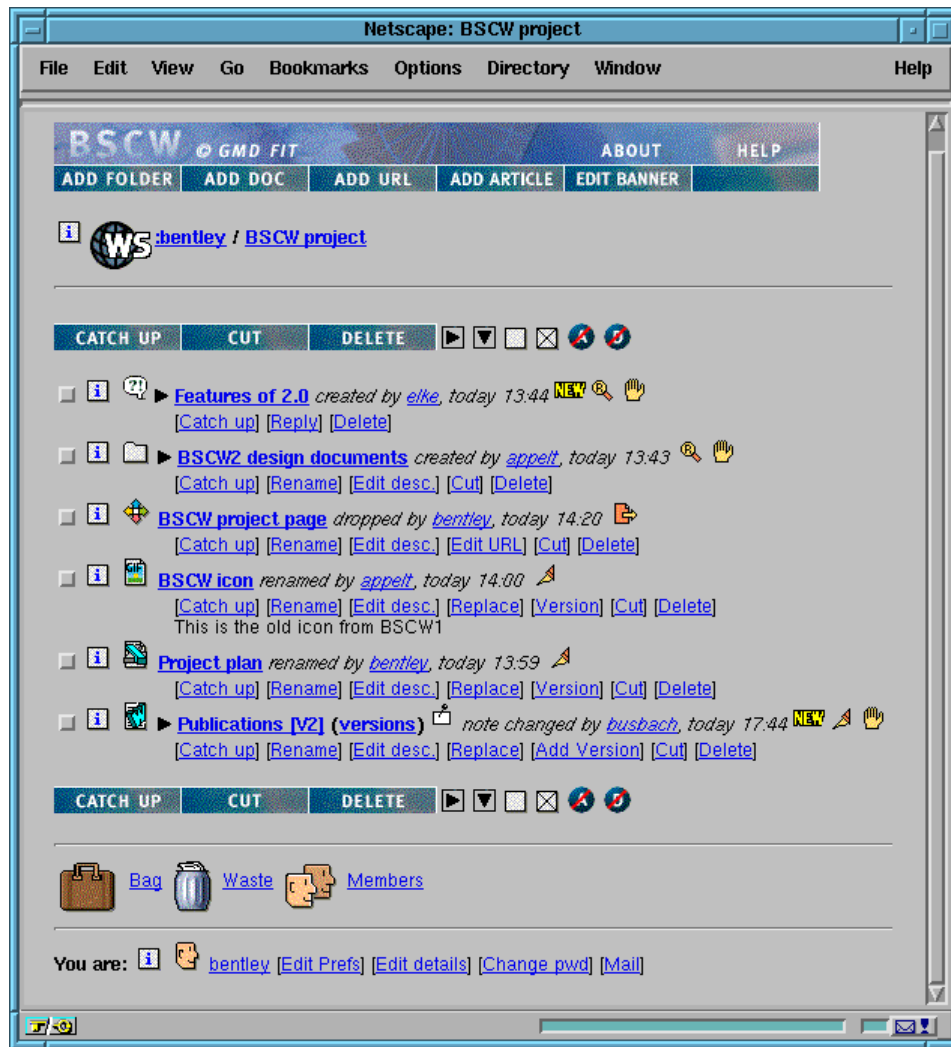 Netscape: BSCW project
File Edit View Go Bookmarks Options Directory Window Help
BSCW © GMD FIT ABOUT HELP
ADD FOLDER ADD DOC ADD URL ADD ARTICLE EDIT BANNER
i WS :bentley / BSCW project
CATCH UP CUT DELETE A D
i ?! Features of 2.0 created by elke, today 13:44 NEW R
[Catch up] [Reply] [Delete]
i BSCW2 design documents created by appelt, today 13:43 R
[Catch up] [Rename] [Edit desc.] [Cut] [Delete]
i BSCW project page dropped by bentley, today 14:20
[Catch up] [Rename] [Edit desc.] [Edit URL] [Cut] [Delete]
i GIF BSCW icon renamed by appelt, today 14:00
[Catch up] [Rename] [Edit desc.] [Replace] [Version] [Cut] [Delete]
This is the old icon from BSCW1
i Project plan renamed by bentley, today 13:59
[Catch up] [Rename] [Edit desc.] [Replace] [Version] [Cut] [Delete]
i Publications [V2] (versions) note changed by busbach, today 17:44 NEW
[Catch up] [Rename] [Edit desc.] [Replace] [Add Version] [Cut] [Delete]
CATCH UP CUT DELETE A D
Bag Waste Members
You are: i bentley [Edit Prefs] [Edit details] [Change pwd] [Mail]